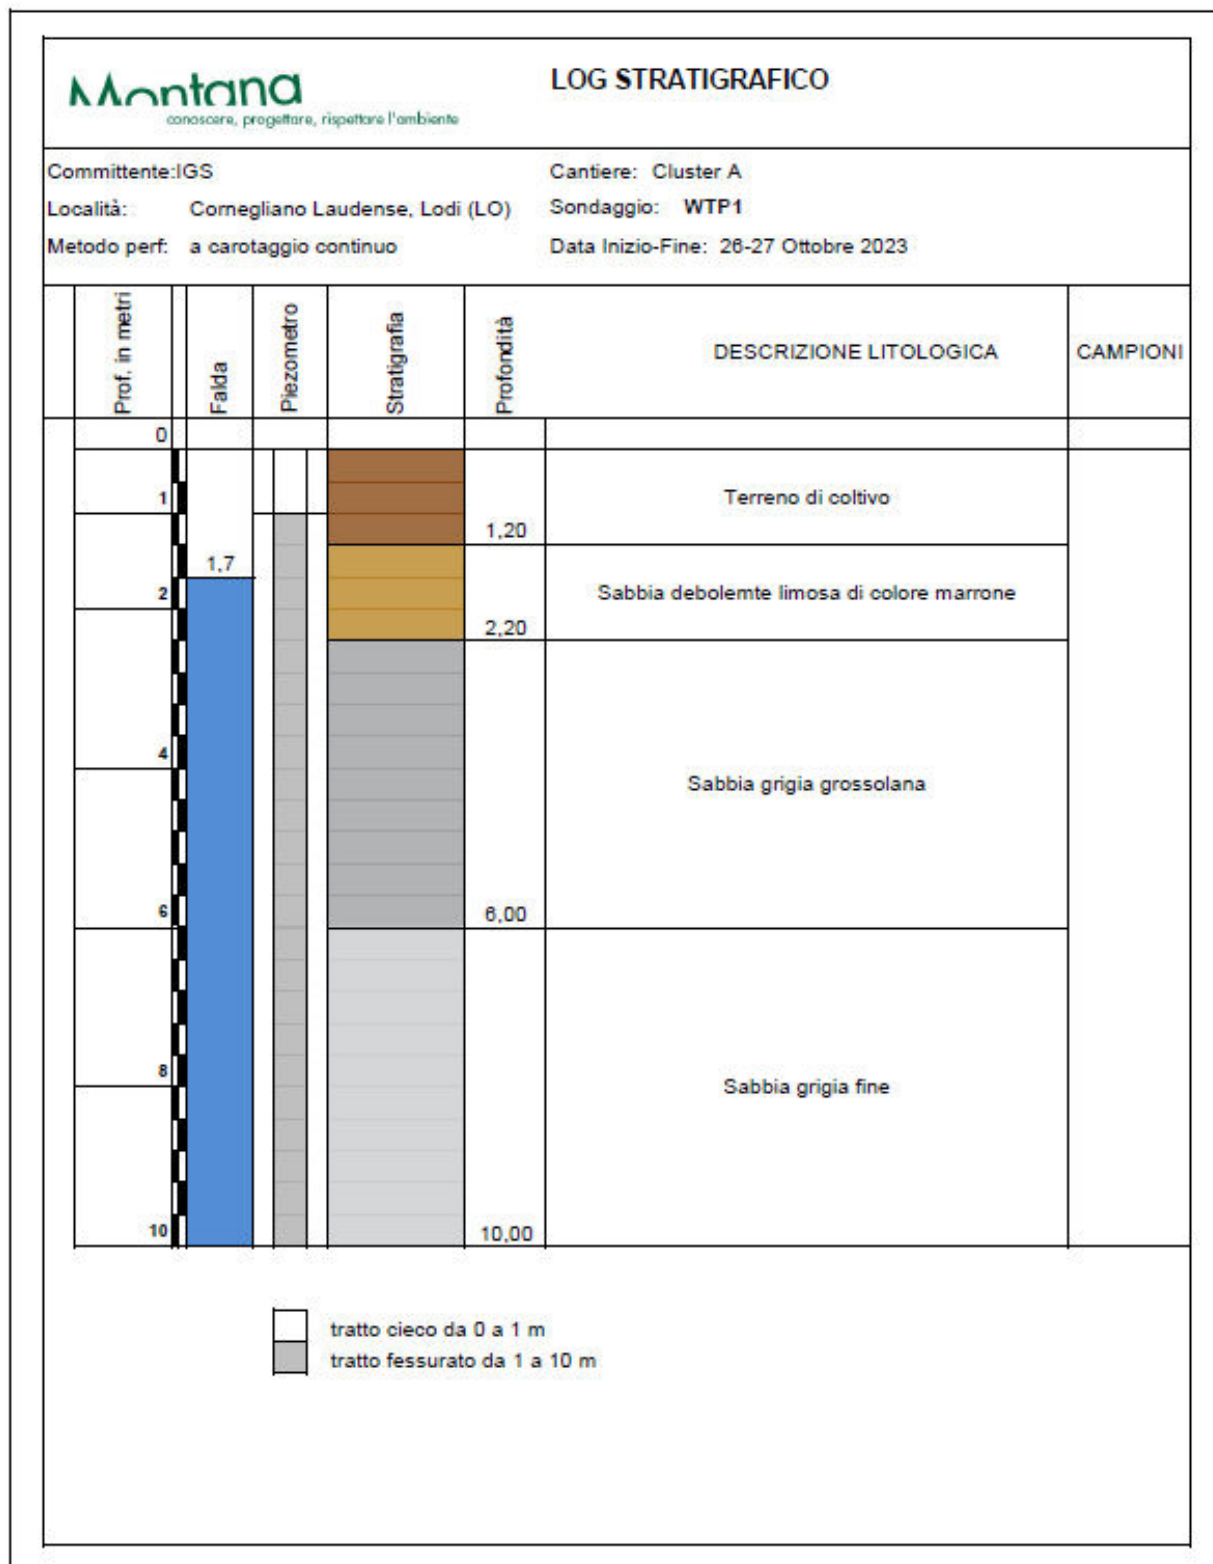 Montana
conoscere, progettare, rispettare l'ambiente
LOG STRATIGRAFICO
Committente:IGS
Cantiere: Cluster A
Località: Cornegliano Laudense, Lodi (LO)
Sondaggio: WTP1
Metodo perf: a carotaggio continuo
Data Inizio-Fine: 26-27 Ottobre 2023
Prof. in metri
Falda
Piezometro
Stratigrafia
Profondità
DESCRIZIONE LITOLOGICA
CAMPIONI
0
1
Terreno di coltivo
1,20
1,7
2
Sabbia debolemte limosa di colore marrone
2,20
4
Sabbia grigia grossolana
6
6,00
8
Sabbia grigia fine
10
10,00
tratto cieco da 0 a 1 m
tratto fessurato da 1 a 10 m